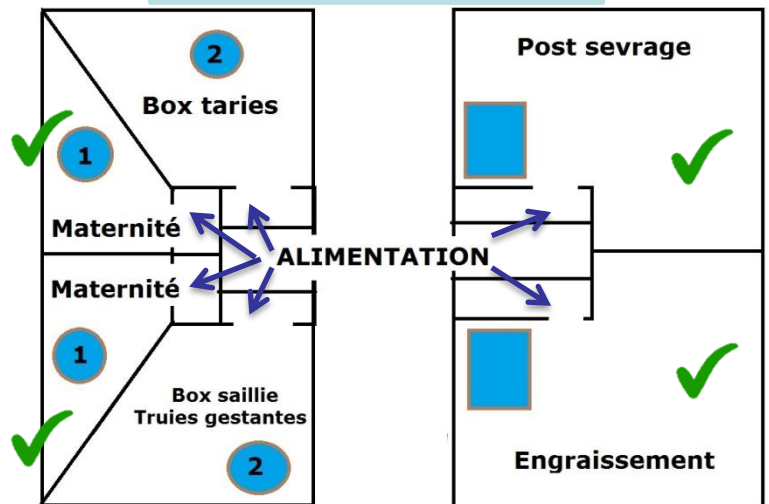 2
Box taries
1
Maternité
Post sevrage
ALIMENTATION
Maternité
1
Box saillie
Truies gestantes
2
Engraissement